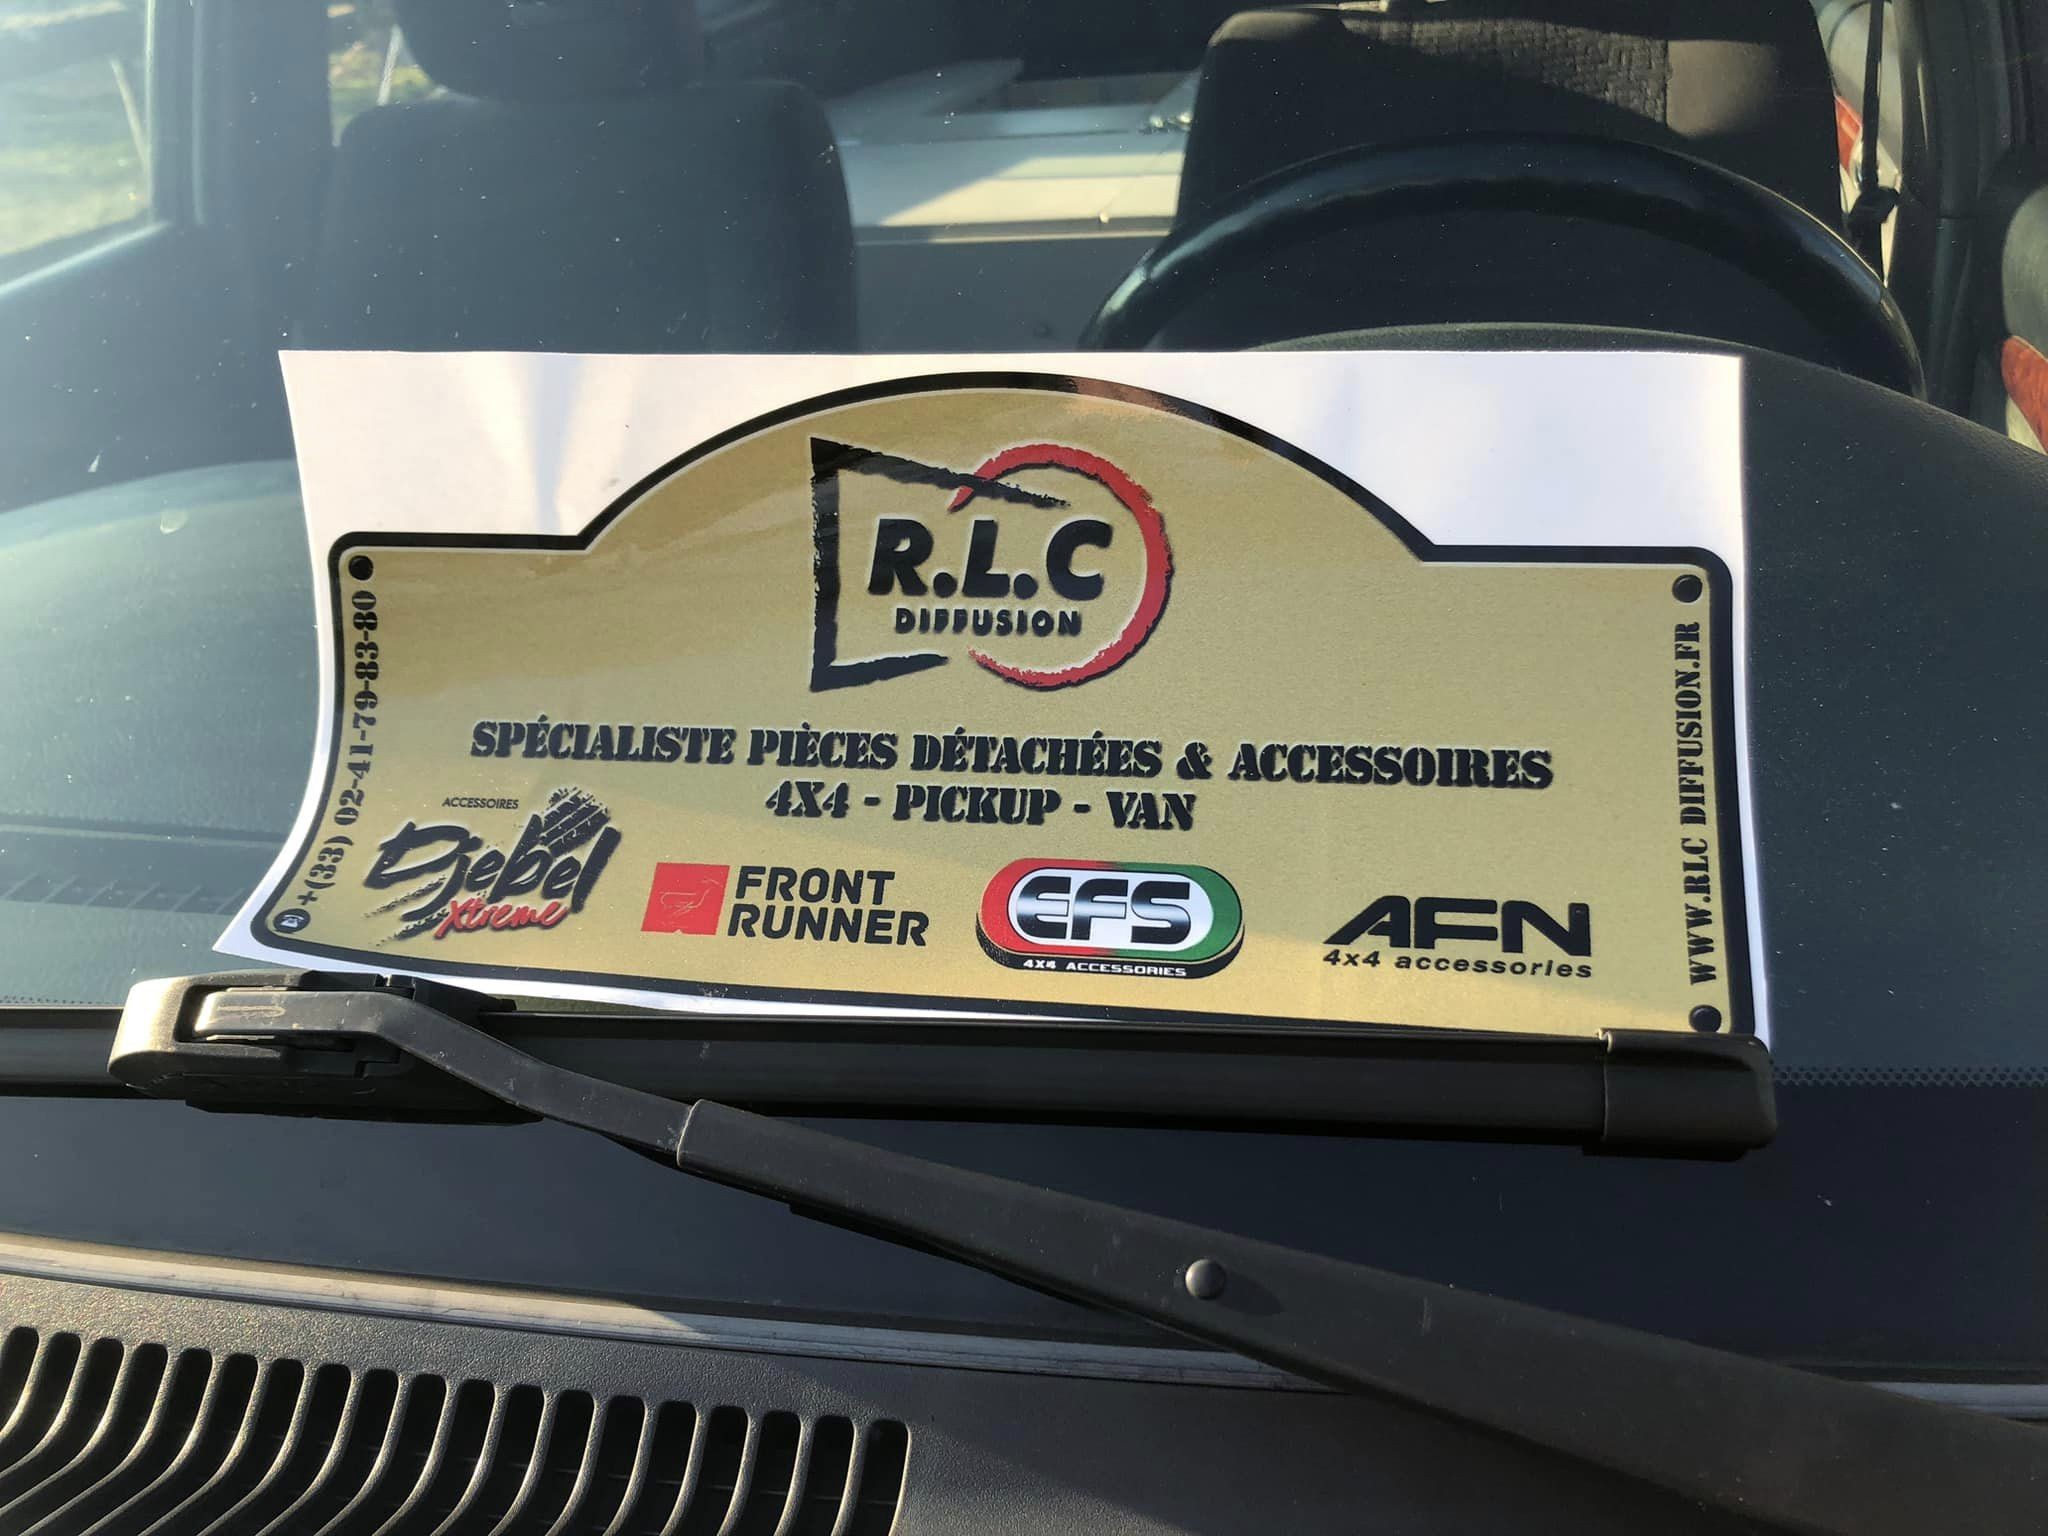 R.L.C
DIFFUSION
SPÉCIALISTE PIÈCES DÉTACHÉES & ACCESSOIRES
4X4 - PICKUP - VAN
ACCESSOIRES
Djebel
Xtreme
FRONT
RUNNER
EFS
4X4 ACCESSORIES
AFN
4x4 accessories
+(33) 02-41-79-83-80
WWW.RLC DIFFUSION.FR